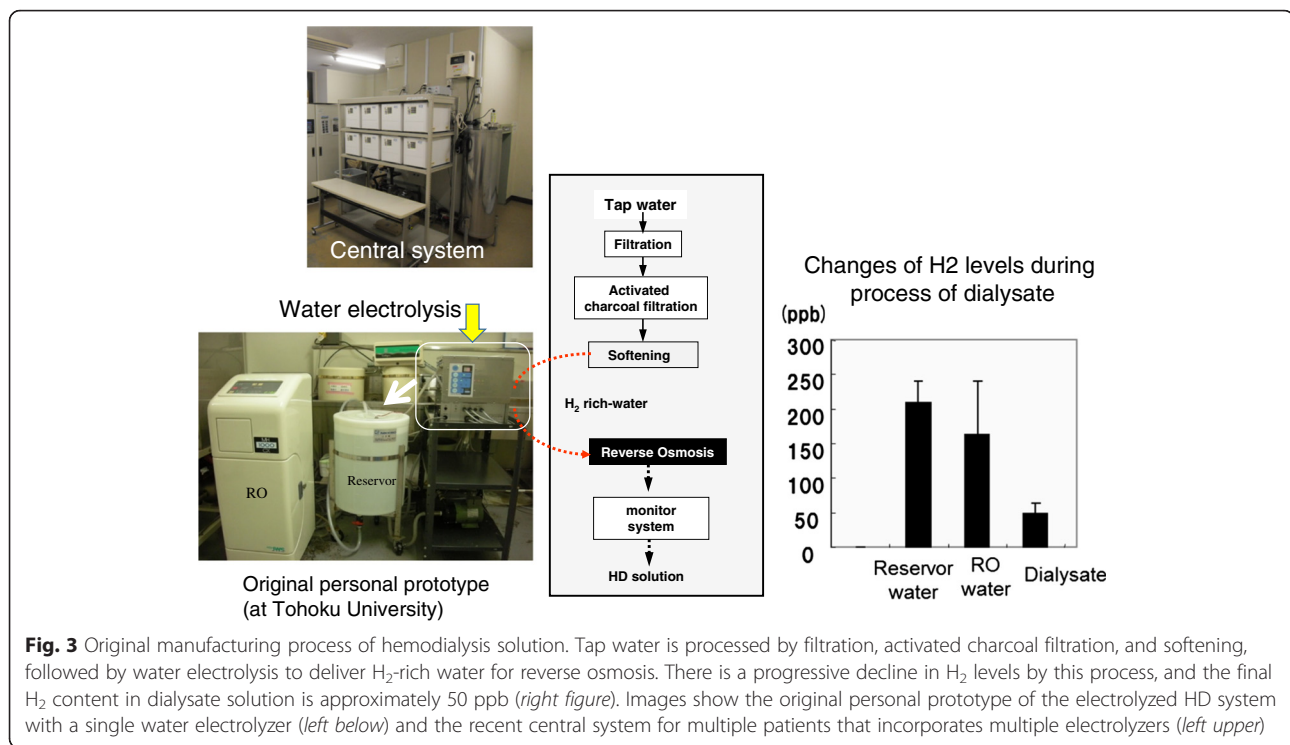 Central system
Water electrolysis
RO
Reservor
Original personal prototype
(at Tohoku University)
Tap water
Filtration
Activated
charcoal filtration
Softening
H₂ rich-water
Reverse Osmosis
monitor
system
HD solution
Changes of H2 levels during
process of dialysate
(ppb)
300
250
200
150
100
50
0
Reservoir
water
RO
water
Dialysate
Fig. 3 Original manufacturing process of hemodialysis solution. Tap water is processed by filtration, activated charcoal filtration, and softening,
followed by water electrolysis to deliver H₂-rich water for reverse osmosis. There is a progressive decline in H₂ levels by this process, and the final
H₂ content in dialysate solution is approximately 50 ppb (right figure). Images show the original personal prototype of the electrolyzed HD system
with a single water electrolyzer (left below) and the recent central system for multiple patients that incorporates multiple electrolyzers (left upper)